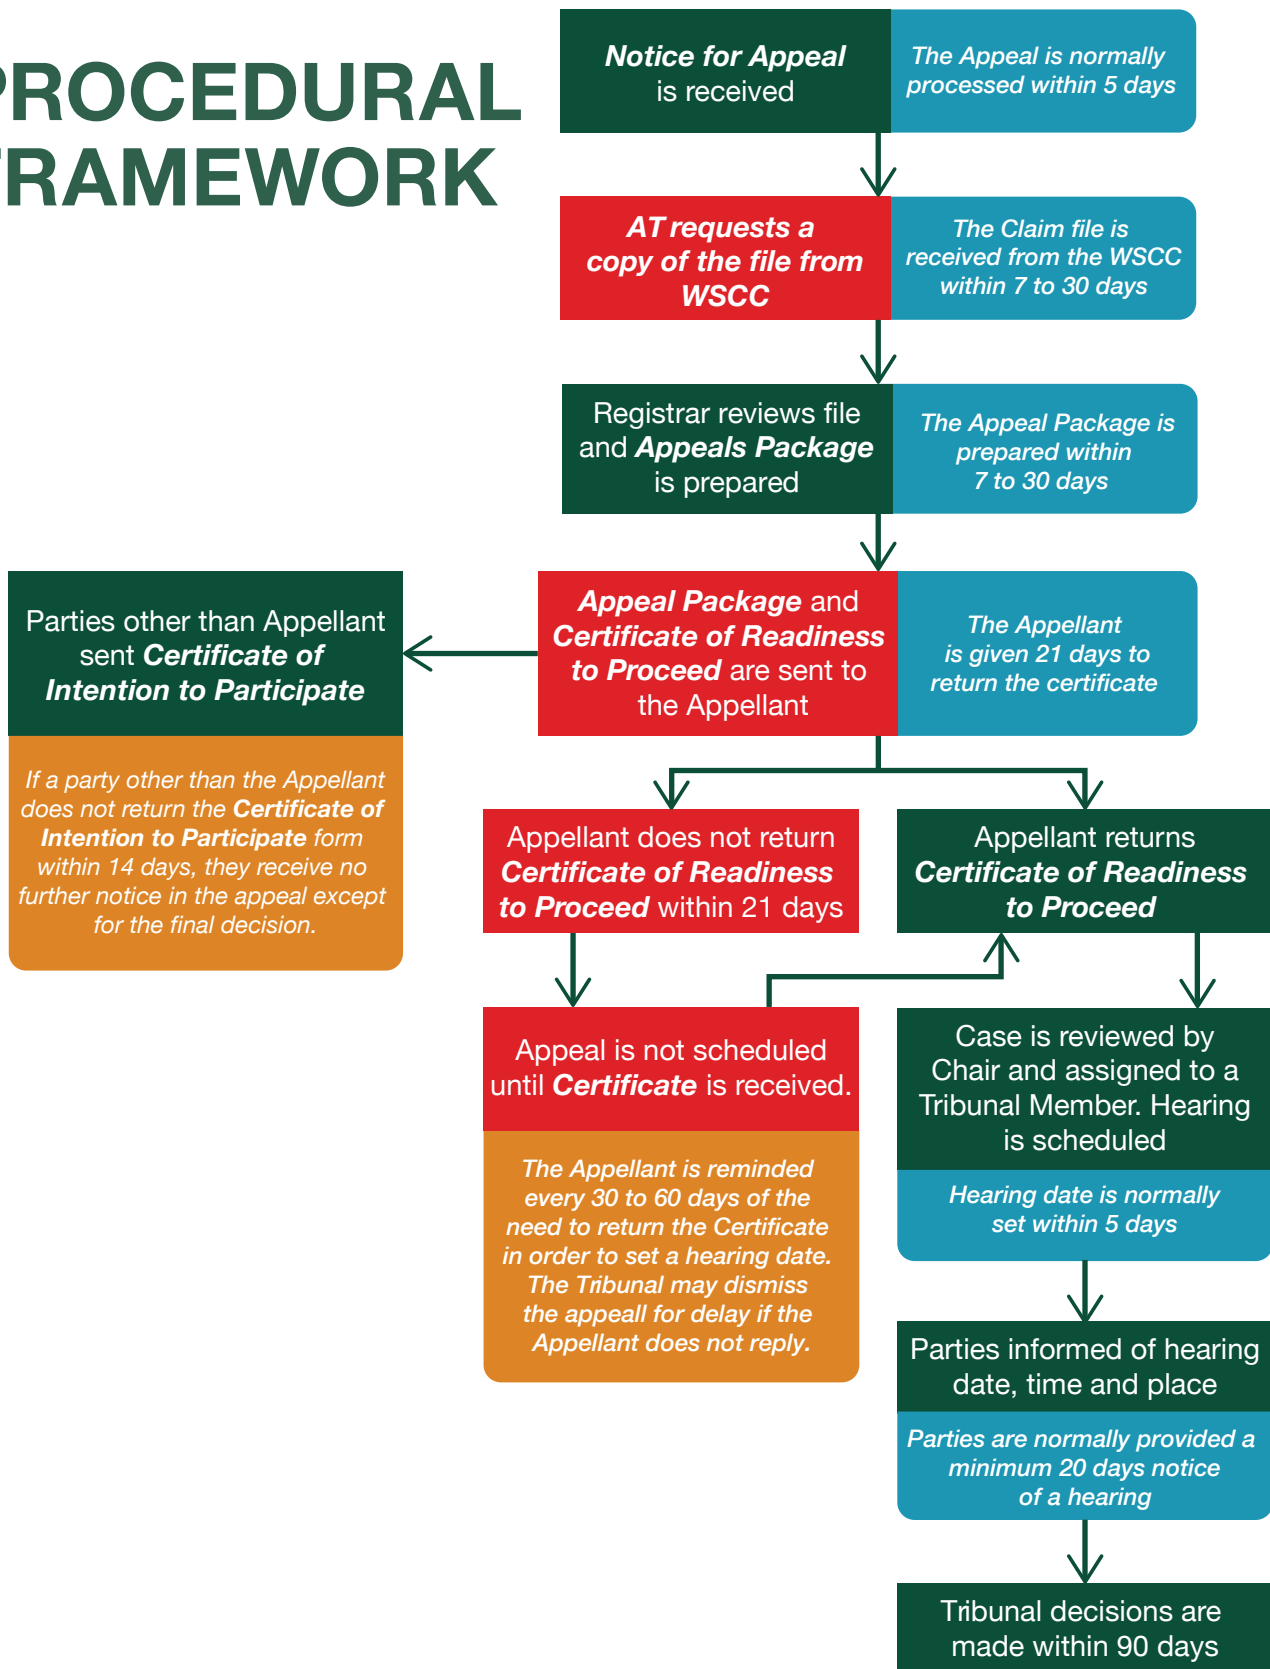 PROCEDURAL
FRAMEWORK
Notice for Appeal
is received
The Appeal is normally
processed within 5 days
AT requests a
copy of the file from
WSCC
The Claim file is
received from the WSCC
within 7 to 30 days
Registrar reviews file
and Appeals Package
is prepared
The Appeal Package is
prepared within
7 to 30 days
Parties other than Appellant
sent Certificate of
Intention to Participate
If a party other than the Appellant
does not return the Certificate of
Intention to Participate form
within 14 days, they receive no
further notice in the appeal except
for the final decision.
Appeal Package and
Certificate of Readiness
to Proceed are sent to
the Appellant
The Appellant
is given 21 days to
return the certificate
Appellant does not return
Certificate of Readiness
to Proceed within 21 days
Appellant returns
Certificate of Readiness
to Proceed
Appeal is not scheduled
until Certificate is received.
The Appellant is reminded
every 30 to 60 days of the
need to return the Certificate
in order to set a hearing date.
The Tribunal may dismiss
the appeall for delay if the
Appellant does not reply.
Case is reviewed by
Chair and assigned to a
Tribunal Member. Hearing
is scheduled
Hearing date is normally
set within 5 days
Parties informed of hearing
date, time and place
Parties are normally provided a
minimum 20 days notice
of a hearing
Tribunal decisions are
made within 90 days